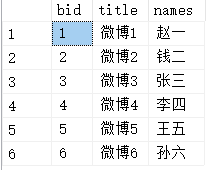 bid title names
1 1 微博1 赵一
2 2 微博2 钱二
3 3 微博3 张三
4 4 微博4 李四
5 5 微博5 王五
6 6 微博6 孙六